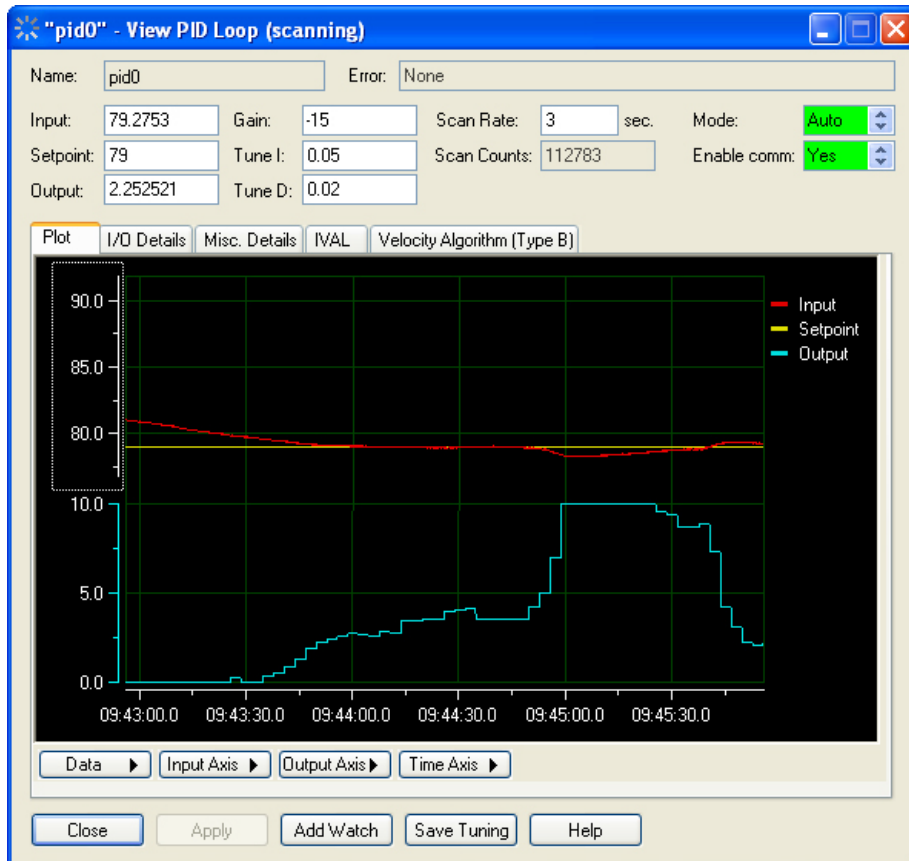 "pid0" - View PID Loop (scanning)
Name: pid0 Error: None
Input: 79.2753 Gain: -15 Scan Rate: 3 sec. Mode: Auto
Setpoint: 79 Tune I: 0.05 Scan Counts: 112783 Enable comm: Yes
Output: 2.252521 Tune D: 0.02
Plot I/O Details Misc. Details IVAL Velocity Algorithm (Type B)
90.0
85.0
80.0
10.0
5.0
0.0
Input
Setpoint
Output
09:43:00.0 09:43:30.0 09:44:00.0 09:44:30.0 09:45:00.0 09:45:30.0
Data Input Axis Output Axis Time Axis
Close Apply Add Watch Save Tuning Help